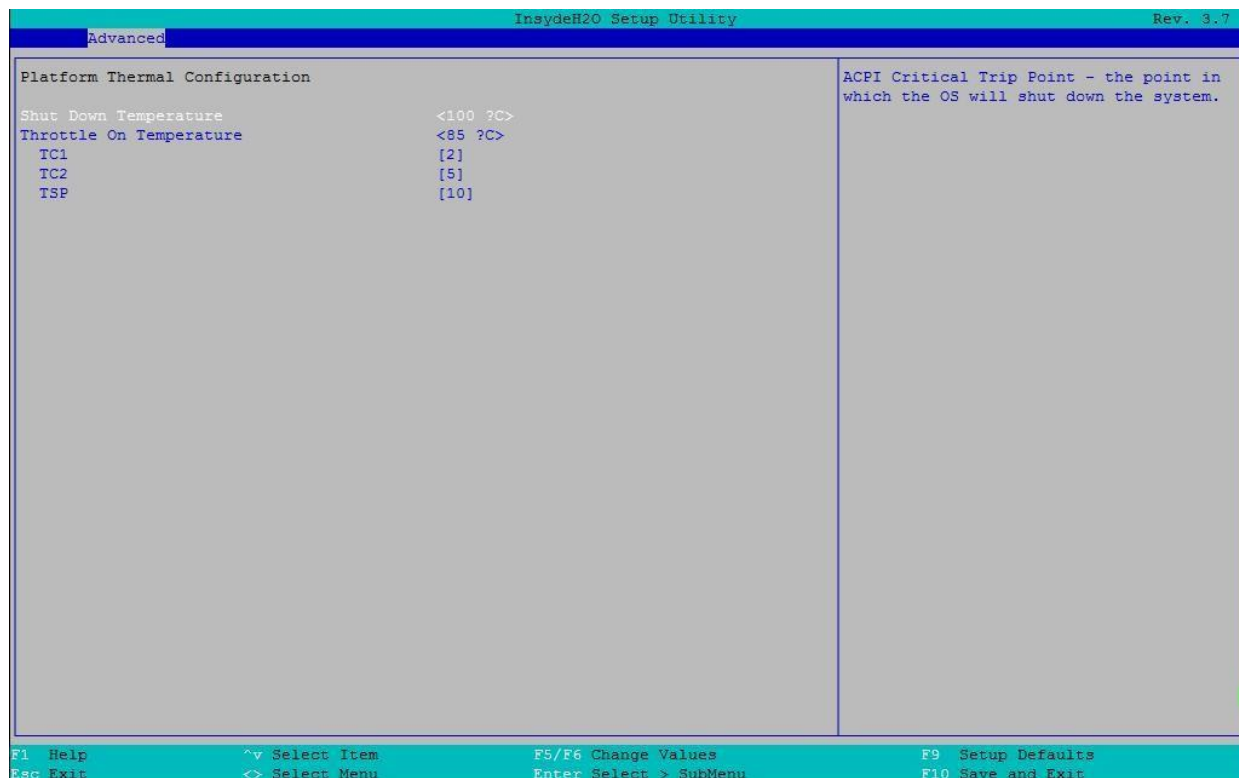 InsydeH2O Setup Utility Rev. 3.7
Advanced
Platform Thermal Configuration
Shut Down Temperature <100 ?C>
Throttle On Temperature <85 ?C>
TC1 [2]
TC2 [5]
TSP [10]
ACPI Critical Trip Point - the point in
which the OS will shut down the system.
F1 Help ^v Select Item F5/F6 Change Values F9 Setup Defaults
Esc Exit <> Select Menu Enter Select > SubMenu F10 Save and Exit